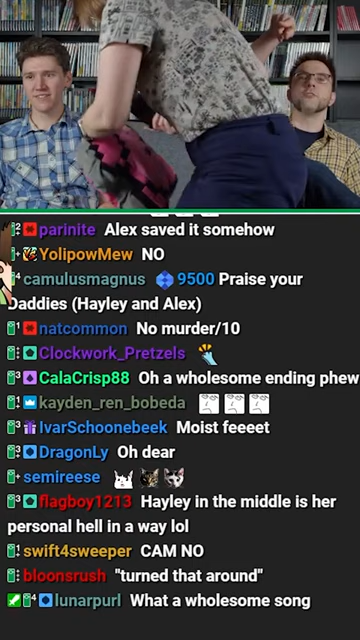 parinite Alex saved it somehow
YolipowMew NO
camulusmagnus 9500 Praise your
Daddies (Hayley and Alex)
natcommon No murder/10
Clockwork_Pretzels
CalaCrisp88 Oh a wholesome ending phew
kayden_ren_bobeda
IvarSchoonebeek Moist feeeet
DragonLy Oh dear
semireese
flagboy1213 Hayley in the middle is her
personal hell in a way lol
swift4sweeper CAM NO
bloonsrush "turned that around"
lunarpurl What a wholesome song